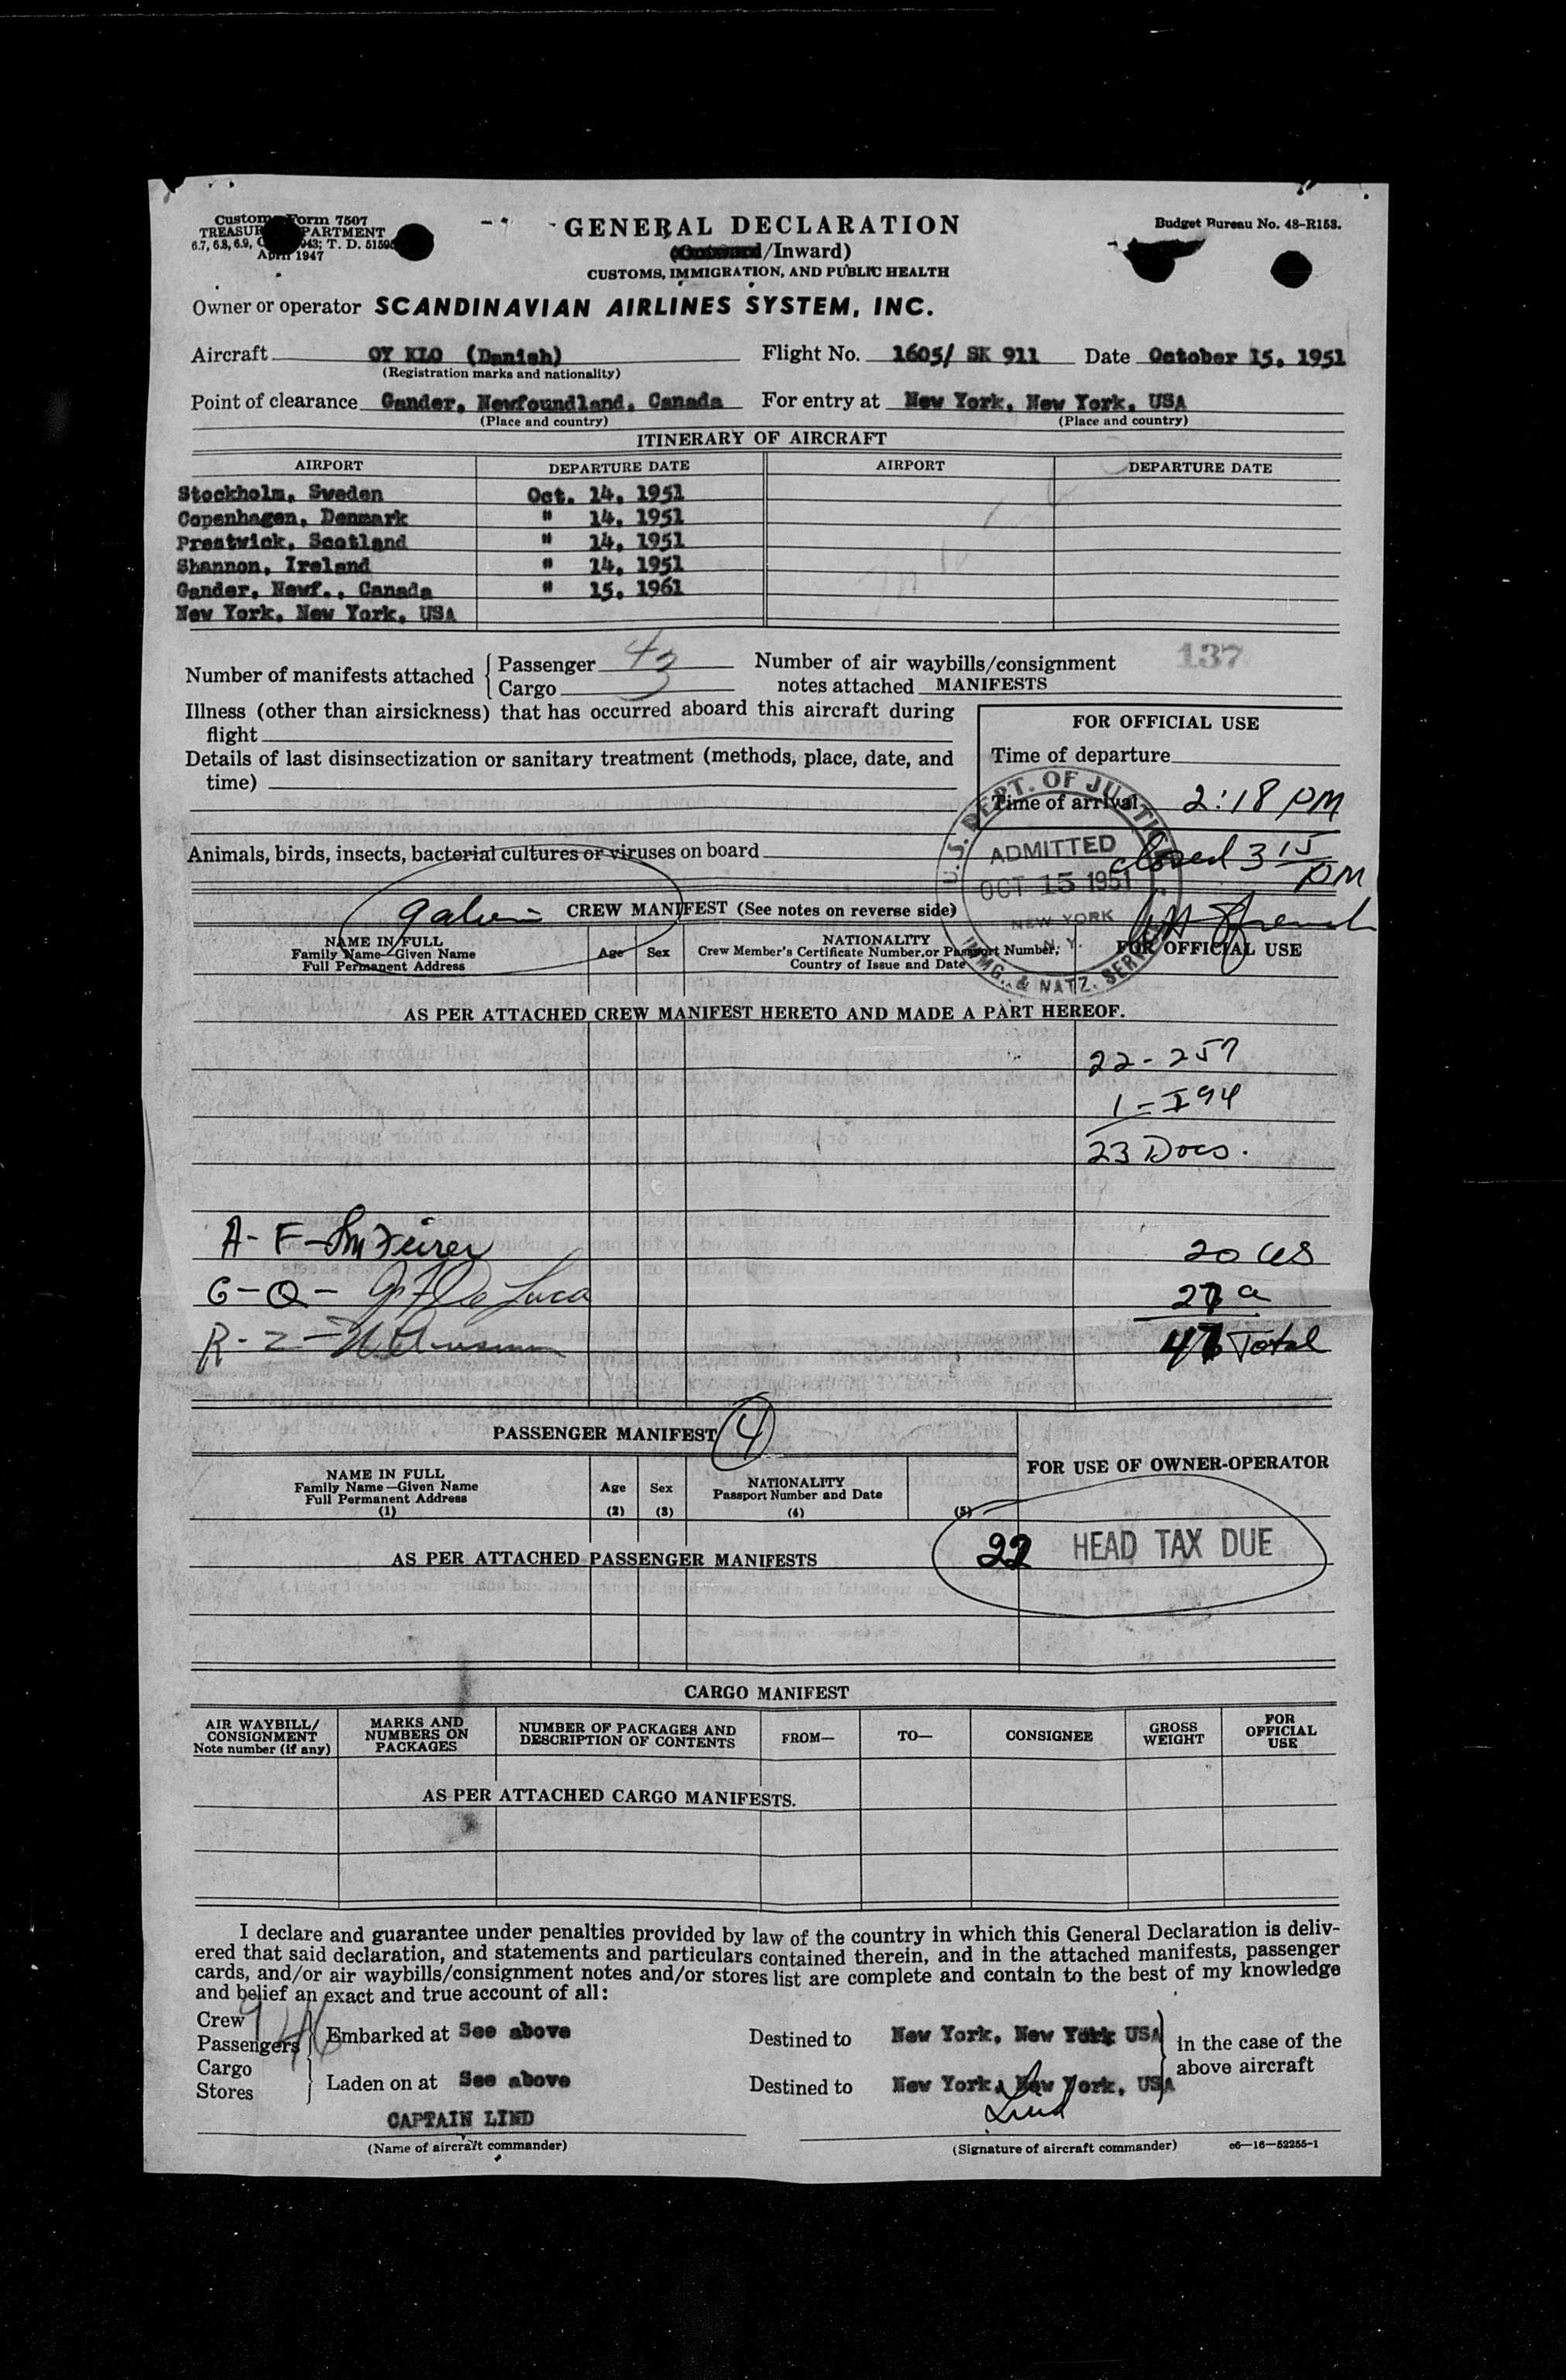 Customs Form 7507
TREASURY DEPARTMENT
6.7, 6.8, 6.9, 943; T. D. 5159
April 1947
GENERAL DECLARATION
/Inward)
CUSTOMS, IMMIGRATION, AND PUBLIC HEALTH
Budget Bureau No. 48-R153.
Owner or operator SCANDINAVIAN AIRLINES SYSTEM, INC.
Aircraft OY KLO (Danish) Flight No. 1605/ SK 911 Date October 15, 1951
(Registration marks and nationality)
Point of clearance Gander, Newfoundland, Canada For entry at New York, New York, USA
(Place and country) (Place and country)
ITINERARY OF AIRCRAFT
AIRPORT DEPARTURE DATE AIRPORT DEPARTURE DATE
Stockholm, Sweden Oct. 14, 1951
Copenhagen, Denmark " 14, 1951
Prestwick, Scotland " 14, 1951
Shannon, Ireland " 14, 1951
Gander, Newf., Canada " 15, 1961
New York, New York, USA
Number of manifests attached { Passenger Number of air waybills/consignment 137
Cargo notes attached MANIFESTS
Illness (other than airsickness) that has occurred aboard this aircraft during
flight
Details of last disinsectization or sanitary treatment (methods, place, date, and
time)
FOR OFFICIAL USE
Time of departure
Time of arrival 2:18 PM
closed 3 15 PM
U.S. DEPT. OF JUSTICE
ADMITTED
OCT 15 1951
NEW YORK
N. Y.
IMMG. & NATZ. SERVICE
Animals, birds, insects, bacterial cultures or viruses on board
CREW MANIFEST (See notes on reverse side)
NAME IN FULL
Family Name—Given Name
Full Permanent Address
Age Sex
NATIONALITY
Crew Member's Certificate Number, or Passport Number,
Country of Issue and Date
FOR OFFICIAL USE
AS PER ATTACHED CREW MANIFEST HERETO AND MADE A PART HEREOF.
22 - 257
1 - I94
23 Docs.
A - F -
20 US
G - Q - De Luca
27 a
R - Z -
47 Total
PASSENGER MANIFEST 4
FOR USE OF OWNER-OPERATOR
NAME IN FULL
Family Name—Given Name
Full Permanent Address
(1)
Age
(2)
Sex
(3)
NATIONALITY
Passport Number and Date
(4)
(5)
22 HEAD TAX DUE
AS PER ATTACHED PASSENGER MANIFESTS
CARGO MANIFEST
AIR WAYBILL/
CONSIGNMENT
Note number (if any)
MARKS AND
NUMBERS ON
PACKAGES
NUMBER OF PACKAGES AND
DESCRIPTION OF CONTENTS
FROM—
TO—
CONSIGNEE
GROSS
WEIGHT
FOR
OFFICIAL
USE
AS PER ATTACHED CARGO MANIFESTS.
I declare and guarantee under penalties provided by law of the country in which this General Declaration is deliv-
ered that said declaration, and statements and particulars contained therein, and in the attached manifests, passenger
cards, and/or air waybills/consignment notes and/or stores list are complete and contain to the best of my knowledge
and belief an exact and true account of all:
Crew 9
Passengers Embarked at See above Destined to New York, New York USA in the case of the
Cargo above aircraft
Stores Laden on at See above Destined to New York, New York, USA
CAPTAIN LIND Lind
(Name of aircraft commander) (Signature of aircraft commander) c6—16—52255-1